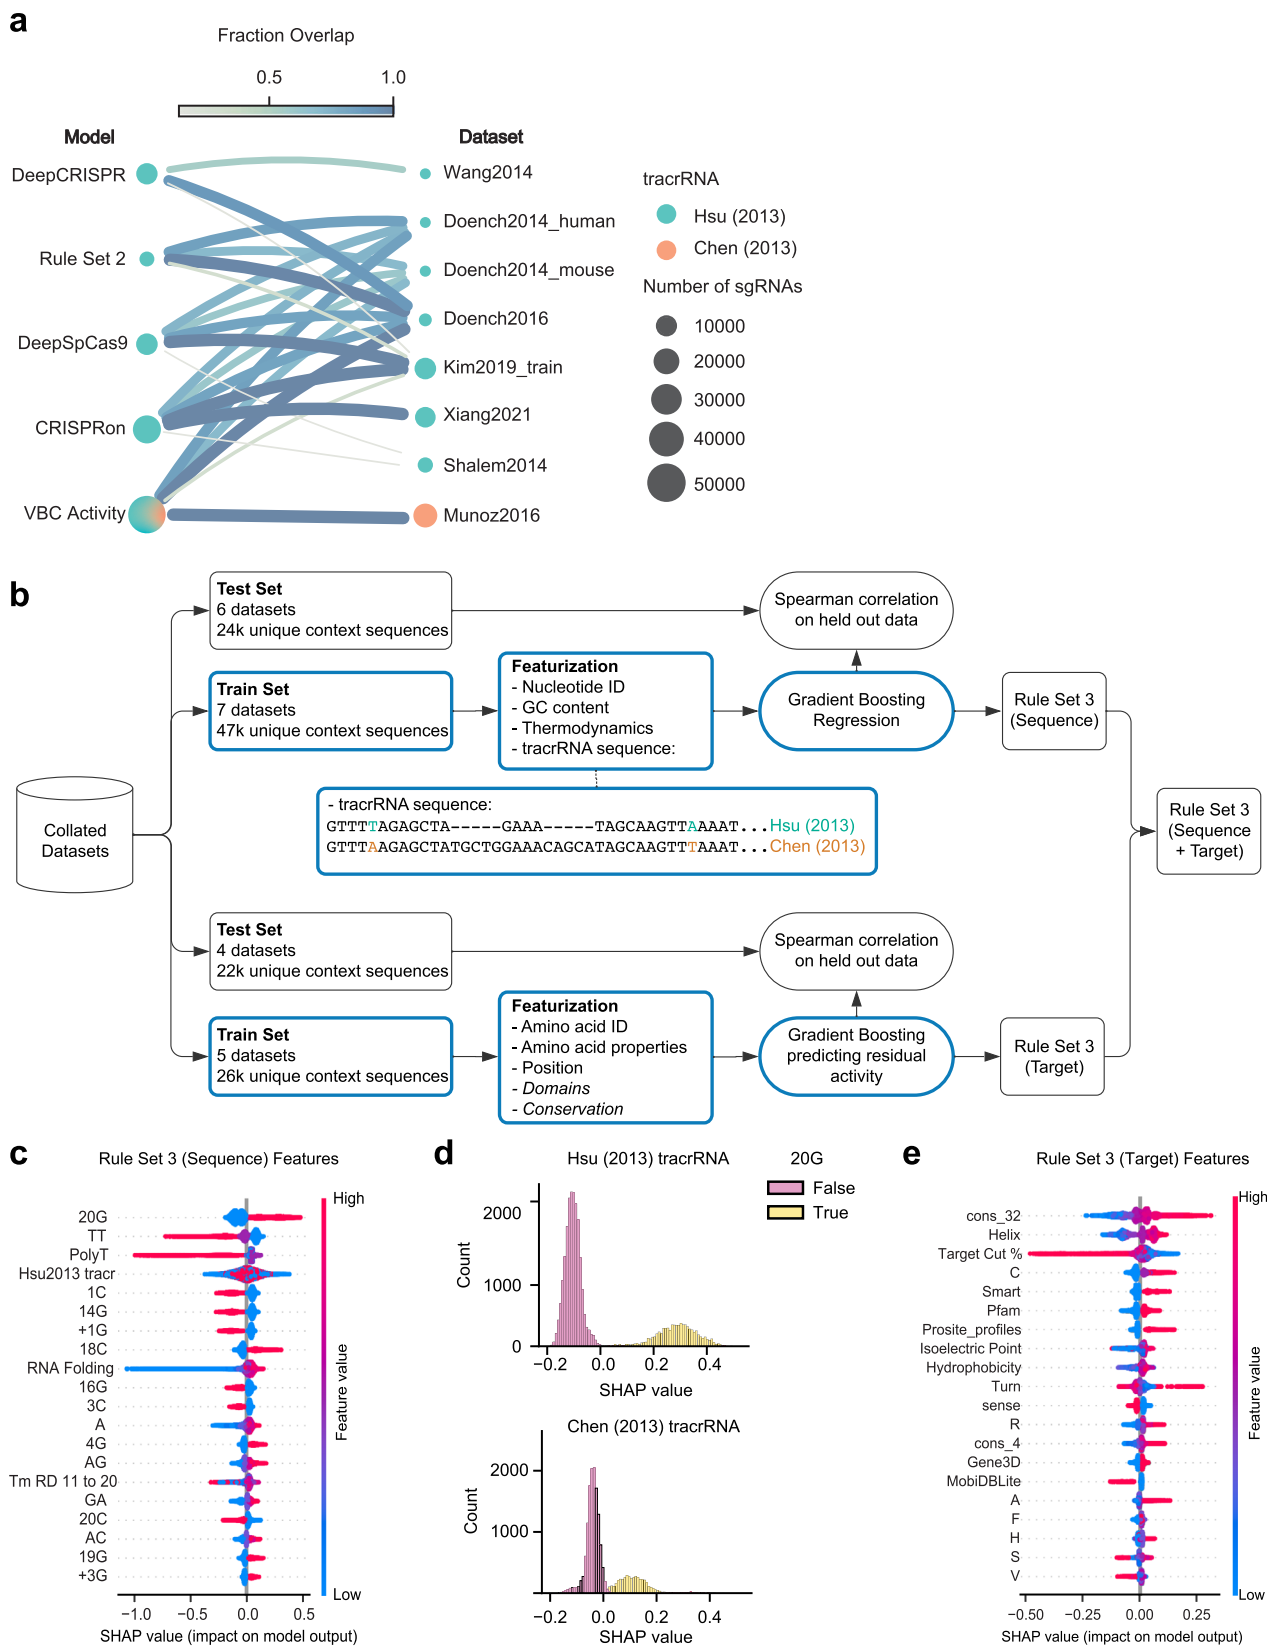 a
Fraction Overlap
0.5
1.0
Model
Dataset
DeepCRISPR
Rule Set 2
DeepSpCas9
CRISPRon
VBC Activity
Wang2014
Doench2014_human
Doench2014_mouse
Doench2016
Kim2019_train
Xiang2021
Shalem2014
Munoz2016
tracrRNA
Hsu (2013)
Chen (2013)
Number of sgRNAs
10000
20000
30000
40000
50000
b
Collated
Datasets
Test Set
6 datasets
24k unique context sequences
Spearman correlation
on held out data
Train Set
7 datasets
47k unique context sequences
Featurization
- Nucleotide ID
- GC content
- Thermodynamics
- tracrRNA sequence:
Gradient Boosting
Regression
Rule Set 3
(Sequence)
- tracrRNA sequence:
GTTTTAGAGCTA-----GAAA-----TAGCAAGTTAAAAT...Hsu (2013)
GTTTAAGAGCTATGCTGGAAACAGCATAGCAAGTTTAAAT...Chen (2013)
Rule Set 3
(Sequence
+ Target)
Test Set
4 datasets
22k unique context sequences
Spearman correlation
on held out data
Train Set
5 datasets
26k unique context sequences
Featurization
- Amino acid ID
- Amino acid properties
- Position
- Domains
- Conservation
Gradient Boosting
predicting residual
activity
Rule Set 3
(Target)
c
Rule Set 3 (Sequence) Features
20G
TT
PolyT
Hsu2013 tracr
1C
14G
+1G
18C
RNA Folding
16G
3C
A
4G
AG
Tm RD 11 to 20
GA
20C
AC
19G
+3G
−1.0
−0.5
0.0
0.5
SHAP value (impact on model output)
High
Feature value
Low
d
Hsu (2013) tracrRNA
20G
False
True
Count
2000
1000
0
−0.2
0.0
0.2
0.4
SHAP value
Chen (2013) tracrRNA
Count
2000
1000
−0.2
0.0
0.2
0.4
SHAP value
e
Rule Set 3 (Target) Features
cons_32
Helix
Target Cut %
C
Smart
Pfam
Prosite_profiles
Isoelectric Point
Hydrophobicity
Turn
sense
R
cons_4
Gene3D
MobiDBLite
A
F
H
S
V
−0.50
−0.25
0.00
0.25
SHAP value (impact on model output)
High
Feature value
Low